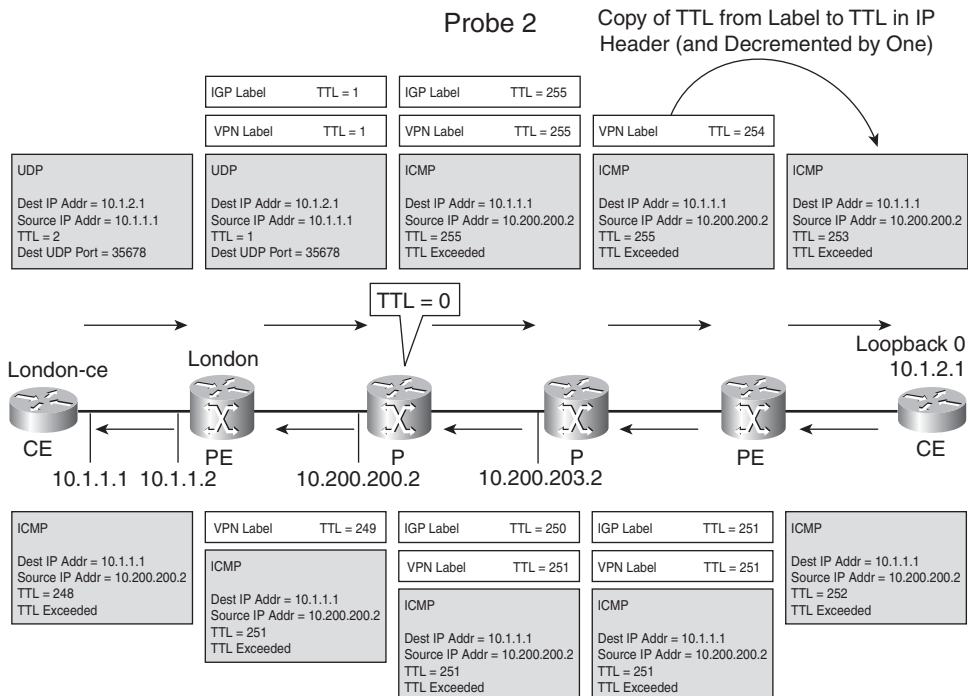 Probe 2
Copy of TTL from Label to TTL in IP
Header (and Decremented by One)
IGP Label TTL = 1
IGP Label TTL = 255
VPN Label TTL = 1
VPN Label TTL = 255
VPN Label TTL = 254
UDP
Dest IP Addr = 10.1.2.1
Source IP Addr = 10.1.1.1
TTL = 2
Dest UDP Port = 35678
UDP
Dest IP Addr = 10.1.2.1
Source IP Addr = 10.1.1.1
TTL = 1
Dest UDP Port = 35678
ICMP
Dest IP Addr = 10.1.1.1
Source IP Addr = 10.200.200.2
TTL = 255
TTL Exceeded
ICMP
Dest IP Addr = 10.1.1.1
Source IP Addr = 10.200.200.2
TTL = 255
TTL Exceeded
ICMP
Dest IP Addr = 10.1.1.1
Source IP Addr = 10.200.200.2
TTL = 253
TTL Exceeded
TTL = 0
London-ce
London
Loopback 0
10.1.2.1
CE
PE
P
P
PE
CE
10.1.1.1
10.1.1.2
10.200.200.2
10.200.203.2
ICMP
Dest IP Addr = 10.1.1.1
Source IP Addr = 10.200.200.2
TTL = 248
TTL Exceeded
VPN Label TTL = 249
ICMP
Dest IP Addr = 10.1.1.1
Source IP Addr = 10.200.200.2
TTL = 251
TTL Exceeded
IGP Label TTL = 250
VPN Label TTL = 251
ICMP
Dest IP Addr = 10.1.1.1
Source IP Addr = 10.200.200.2
TTL = 251
TTL Exceeded
IGP Label TTL = 251
VPN Label TTL = 251
ICMP
Dest IP Addr = 10.1.1.1
Source IP Addr = 10.200.200.2
TTL = 251
TTL Exceeded
ICMP
Dest IP Addr = 10.1.1.1
Source IP Addr = 10.200.200.2
TTL = 252
TTL Exceeded